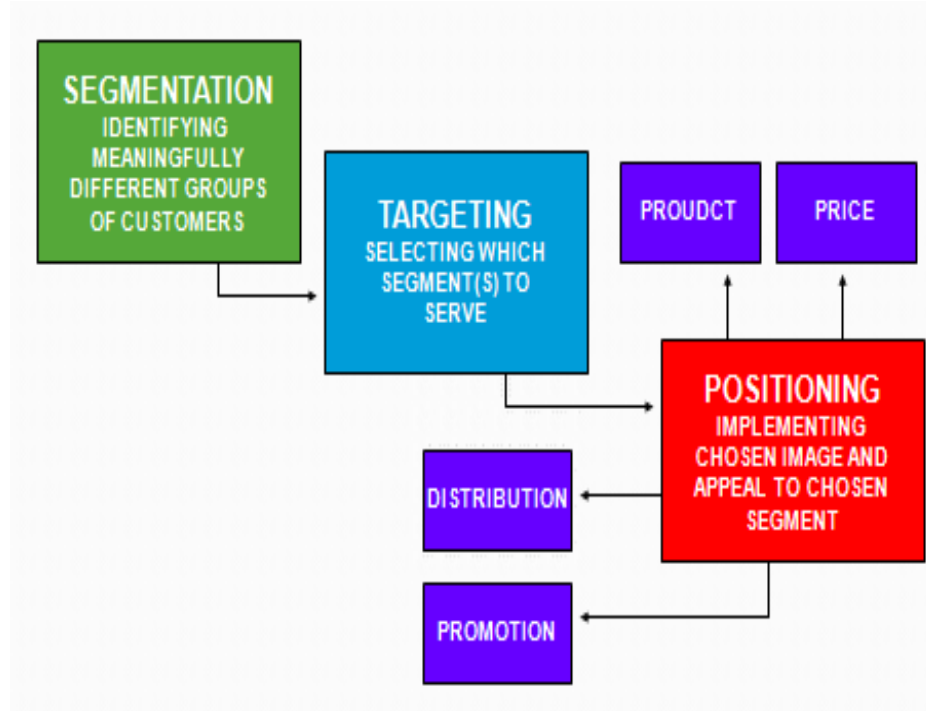 SEGMENTATION
IDENTIFYING
MEANINGFULLY
DIFFERENT GROUPS
OF CUSTOMERS
TARGETING
SELECTING WHICH
SEGMENT(S) TO
SERVE
PROUDCT
PRICE
POSITIONING
IMPLEMENTING
CHOSEN IMAGE AND
APPEAL TO CHOSEN
SEGMENT
DISTRIBUTION
PROMOTION